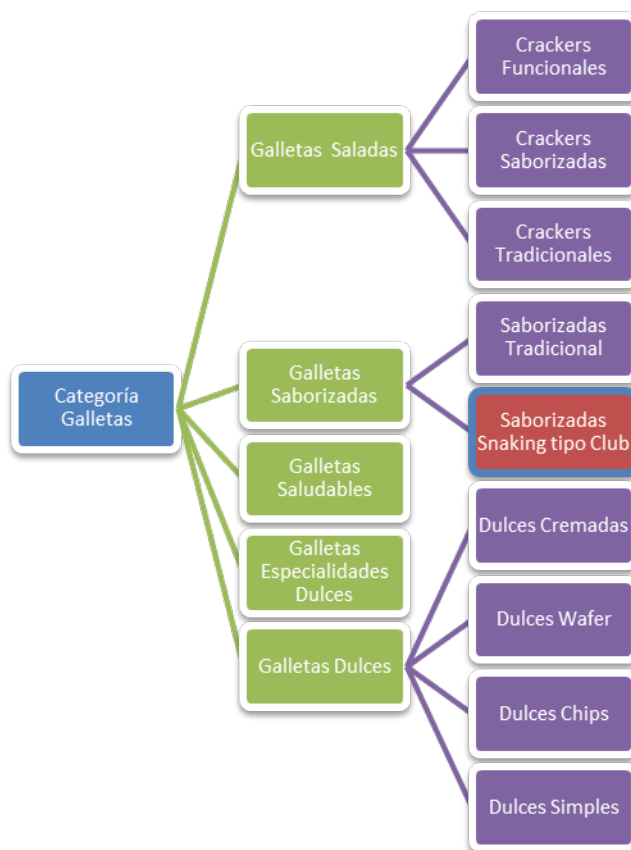 Categoría
Galletas
Galletas Saladas
Crackers
Funcionales
Crackers
Saborizadas
Crackers
Tradicionales
Galletas
Saborizadas
Saborizadas
Tradicional
Saborizadas
Snaking tipo Club
Galletas
Saludables
Galletas
Especialidades
Dulces
Galletas Dulces
Dulces Cremadas
Dulces Wafer
Dulces Chips
Dulces Simples